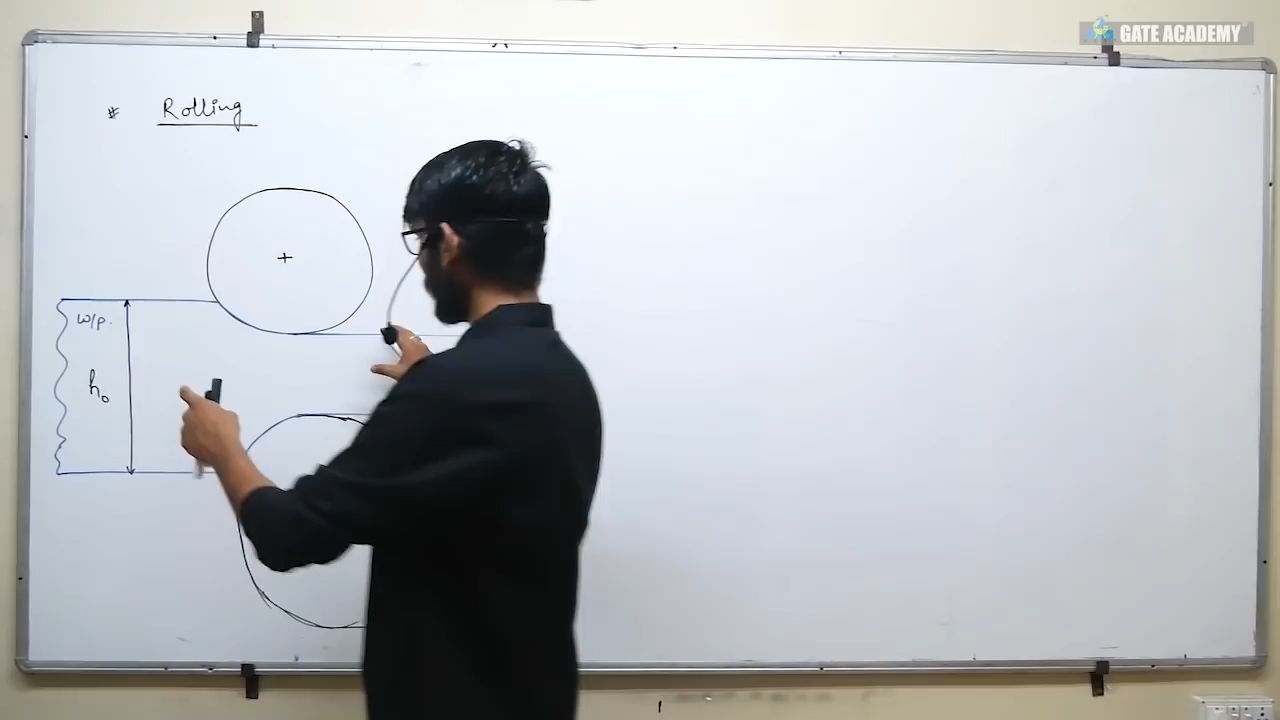 GATE ACADEMY
# Rolling
w/p.
h₀